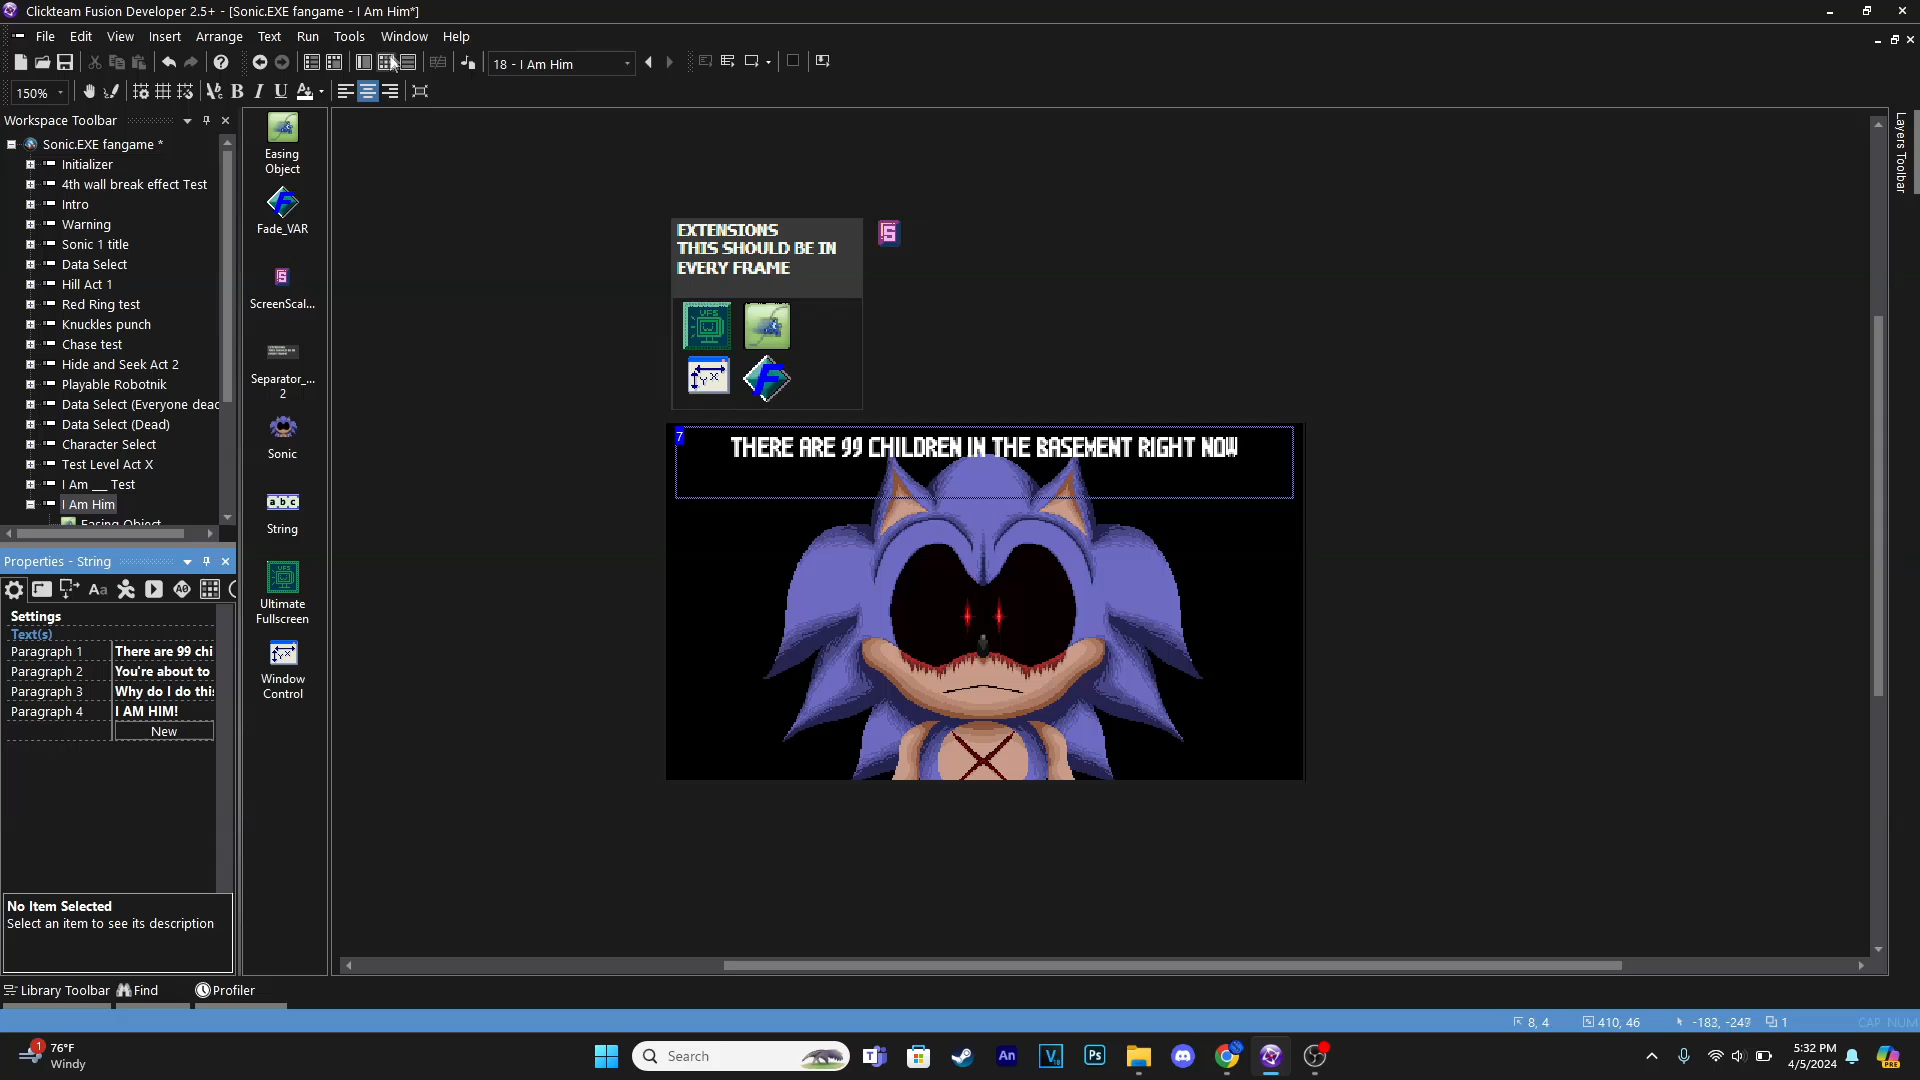 Clickteam Fusion Developer 2.5+ - [Sonic.EXE fangame - I Am Him*]
File Edit View Insert Arrange Text Run Tools Window Help
18 - I Am Him
150%
Workspace Toolbar
Sonic.EXE fangame *
Initializer
4th wall break effect Test
Intro
Warning
Sonic 1 title
Data Select
Hill Act 1
Red Ring test
Knuckles punch
Chase test
Hide and Seek Act 2
Playable Robotnik
Data Select (Everyone dead
Data Select (Dead)
Character Select
Test Level Act X
I Am ___ Test
I Am Him
Easing Object
Properties - String
Settings
Text(s)
Paragraph 1 There are 99 chi
Paragraph 2 You're about to
Paragraph 3 Why do I do this
Paragraph 4 I AM HIM!
New
No Item Selected
Select an item to see its description
Easing
Object
Fade_VAR
ScreenScal...
Separator_...
2
Sonic
String
Ultimate
Fullscreen
Window
Control
EXTENSIONS
THIS SHOULD BE IN
EVERY FRAME
VFS
7
THERE ARE 99 CHILDREN IN THE BASEMENT RIGHT NOW
Layers Toolbar
Library Toolbar Find Profiler
8, 4 410, 46 -183, -249 1 CAP NUM
76°F
Windy
Search
5:32 PM
4/5/2024